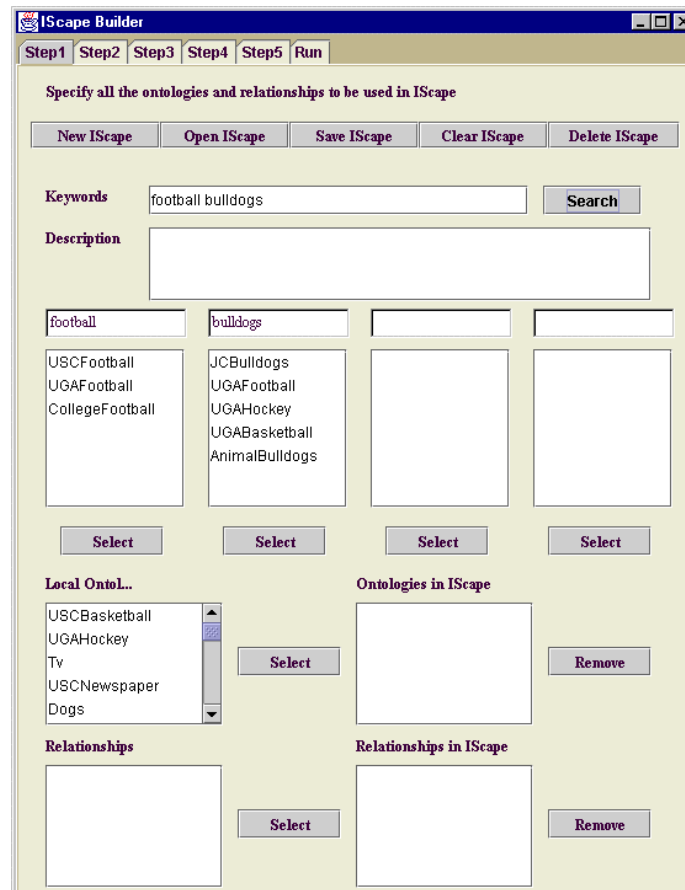 IScape Builder
Step1 Step2 Step3 Step4 Step5 Run
Specify all the ontologies and relationships to be used in IScape
New IScape Open IScape Save IScape Clear IScape Delete IScape
Keywords football bulldogs Search
Description
football bulldogs
USCFootball JCBulldogs
UGAFootball UGAFootball
CollegeFootball UGAHockey
UGABasketball
AnimalBulldogs
Select Select Select Select
Local Ontol... Ontologies in IScape
USCBasketball
UGAHockey
Tv Select Remove
USCNewspaper
Dogs
Relationships Relationships in IScape
Select Remove